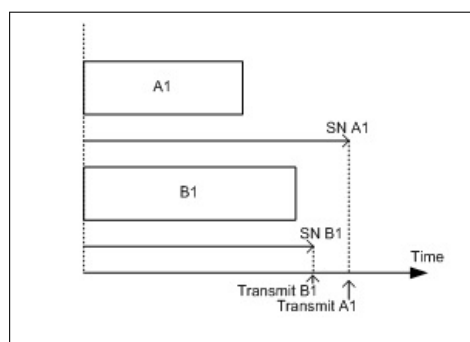 A1
SN A1
B1
SN B1
Time
Transmit B1
Transmit A1